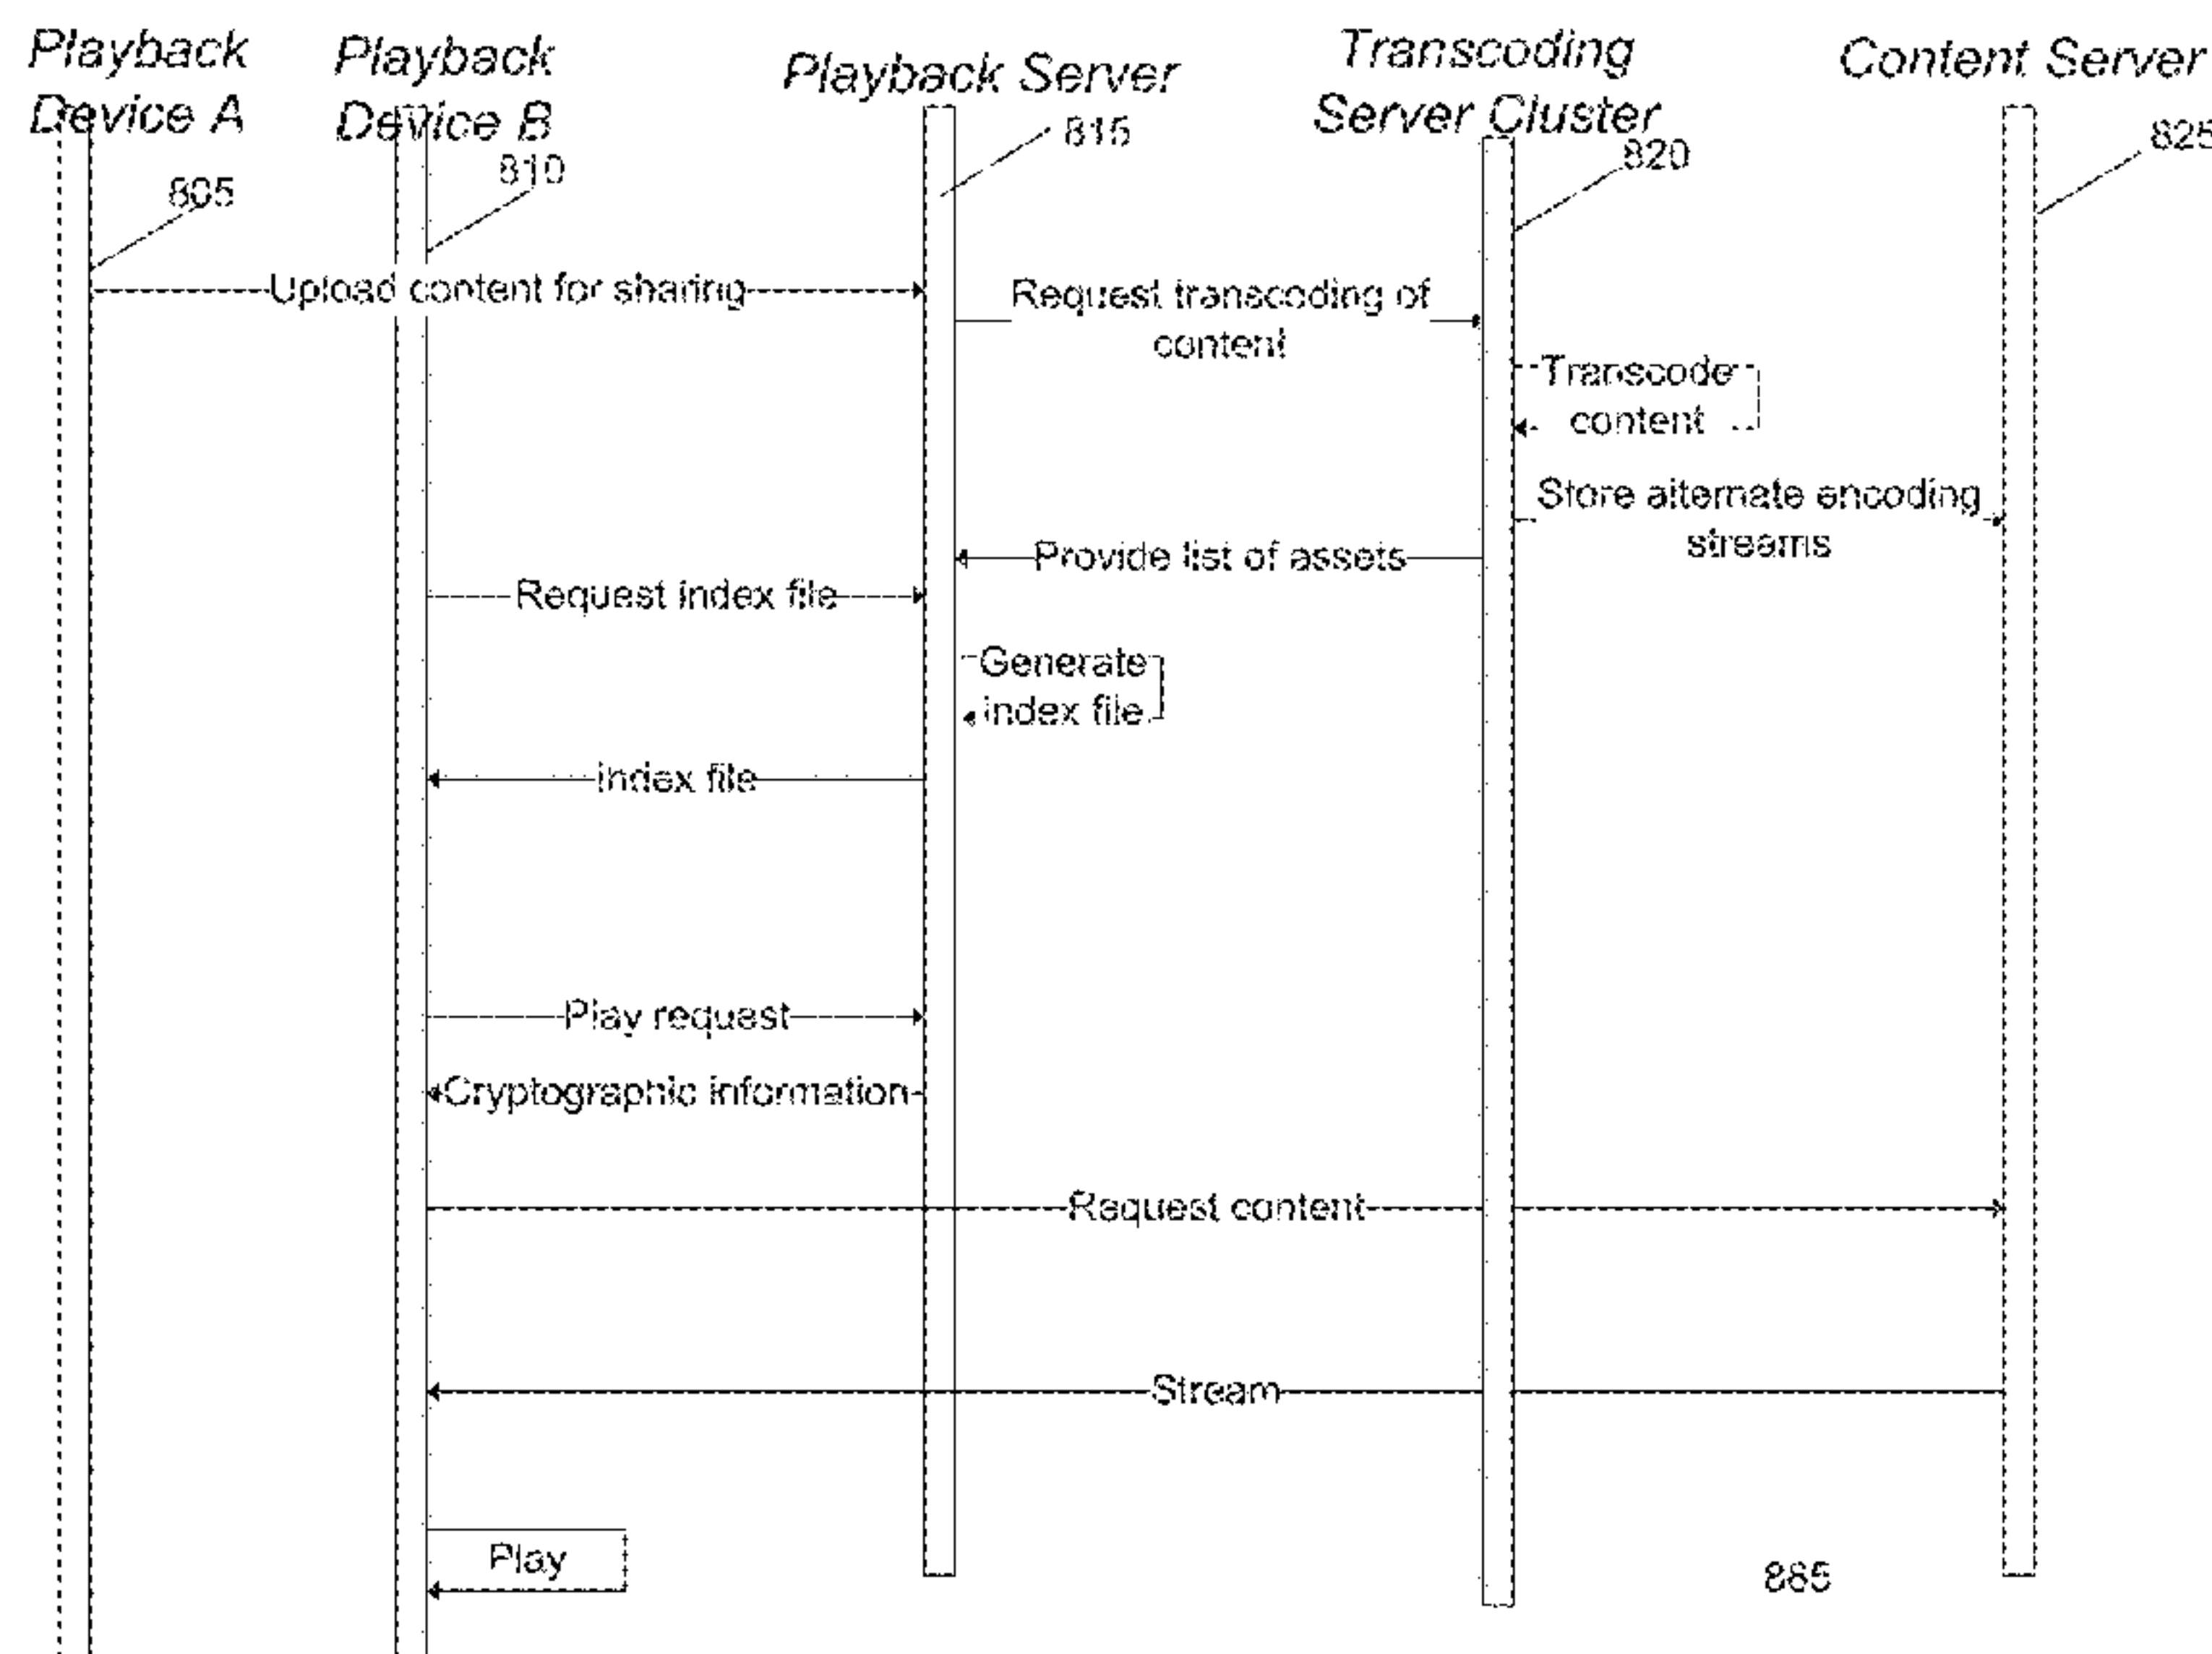 Playback
Device A
Playback
Device B
Playback Server
Transcoding
Server Cluster
Content Server
805
810
815
820
825
Upload content for sharing
Request transcoding of
content
Transcode
content
Store alternate encoding
streams
Provide list of assets
Request index file
Generate
index file
index file
Play request
Cryptographic information
Request content
Stream
Play
865